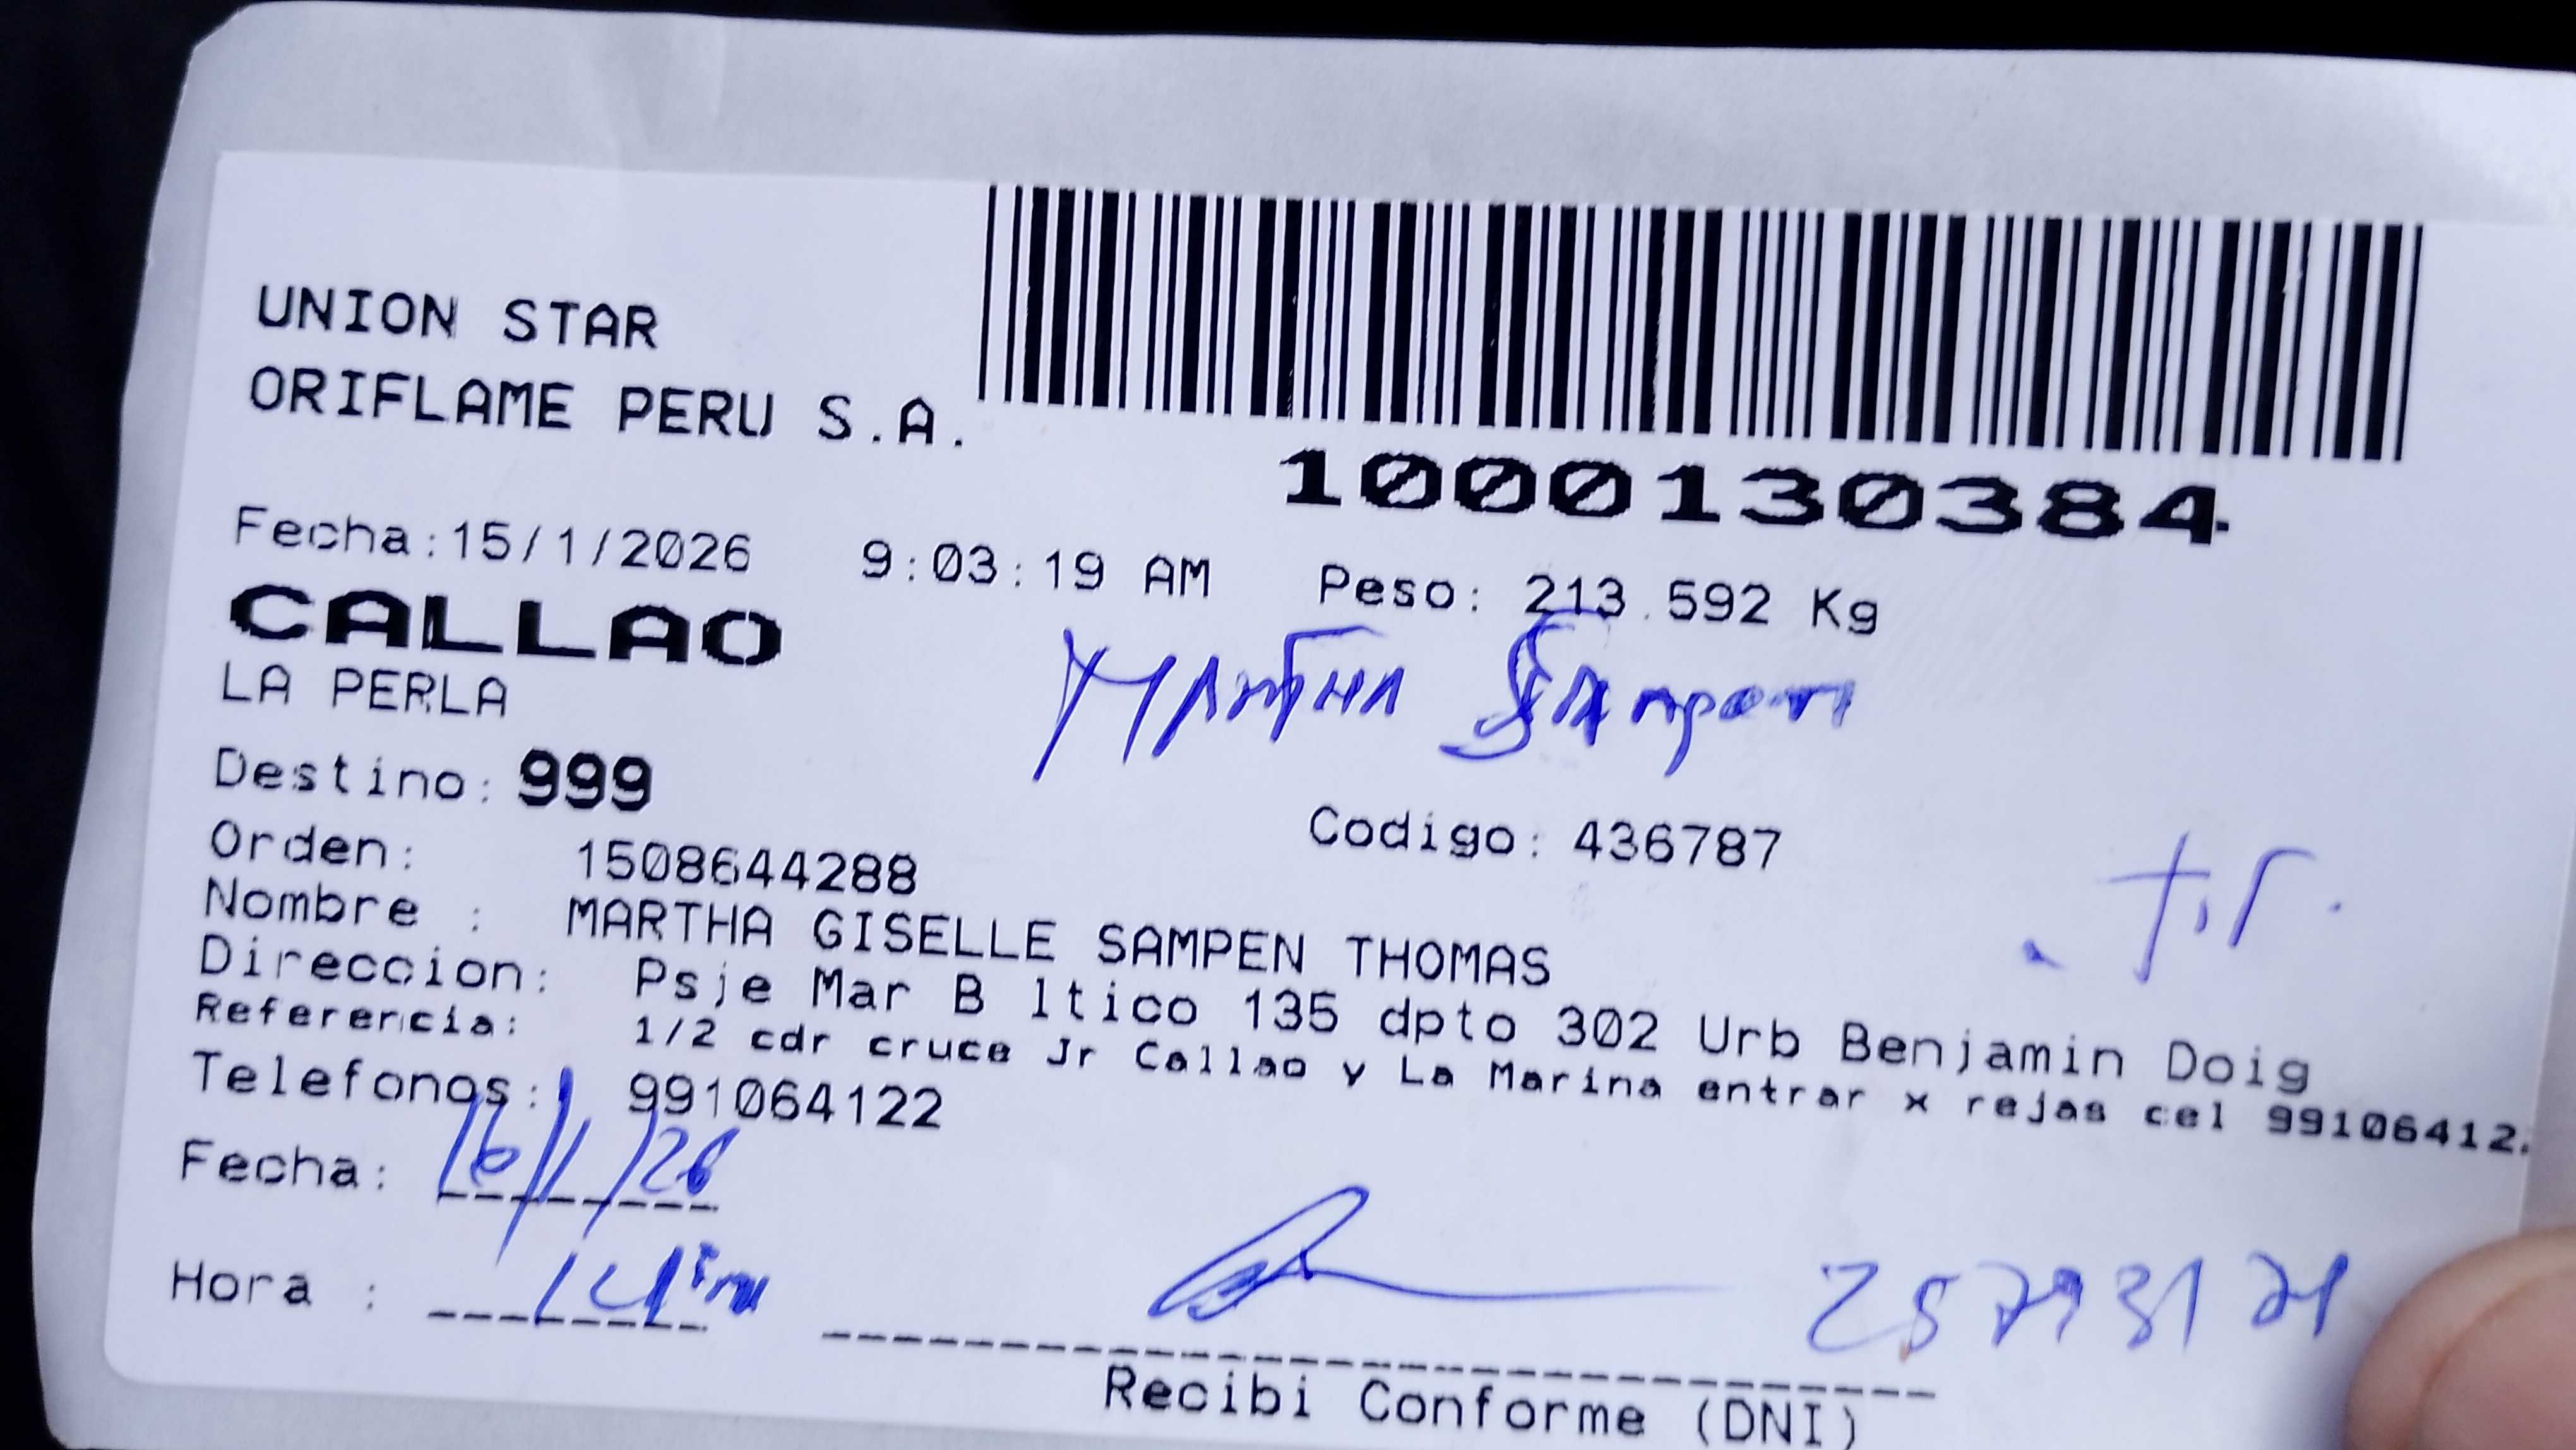 UNION STAR
ORIFLAME PERU S.A.
1000130384
Fecha:15/1/2026 9:03:19 AM Peso: 213.592 Kg
CALLAO
LA PERLA
Martha Sampen
Destino: 999
Orden: 1508644288 Codigo: 436787
Nombre : MARTHA GISELLE SAMPEN THOMAS
Direccion: Psje Mar B ltico 135 dpto 302 Urb Benjamin Doig
Referencia: 1/2 cdr cruce Jr Callao y La Marina entrar x rejas cel 99106412
Telefonos: 991064122
Fecha: 16/1/26
Hora :
Recibi Conforme (DNI)